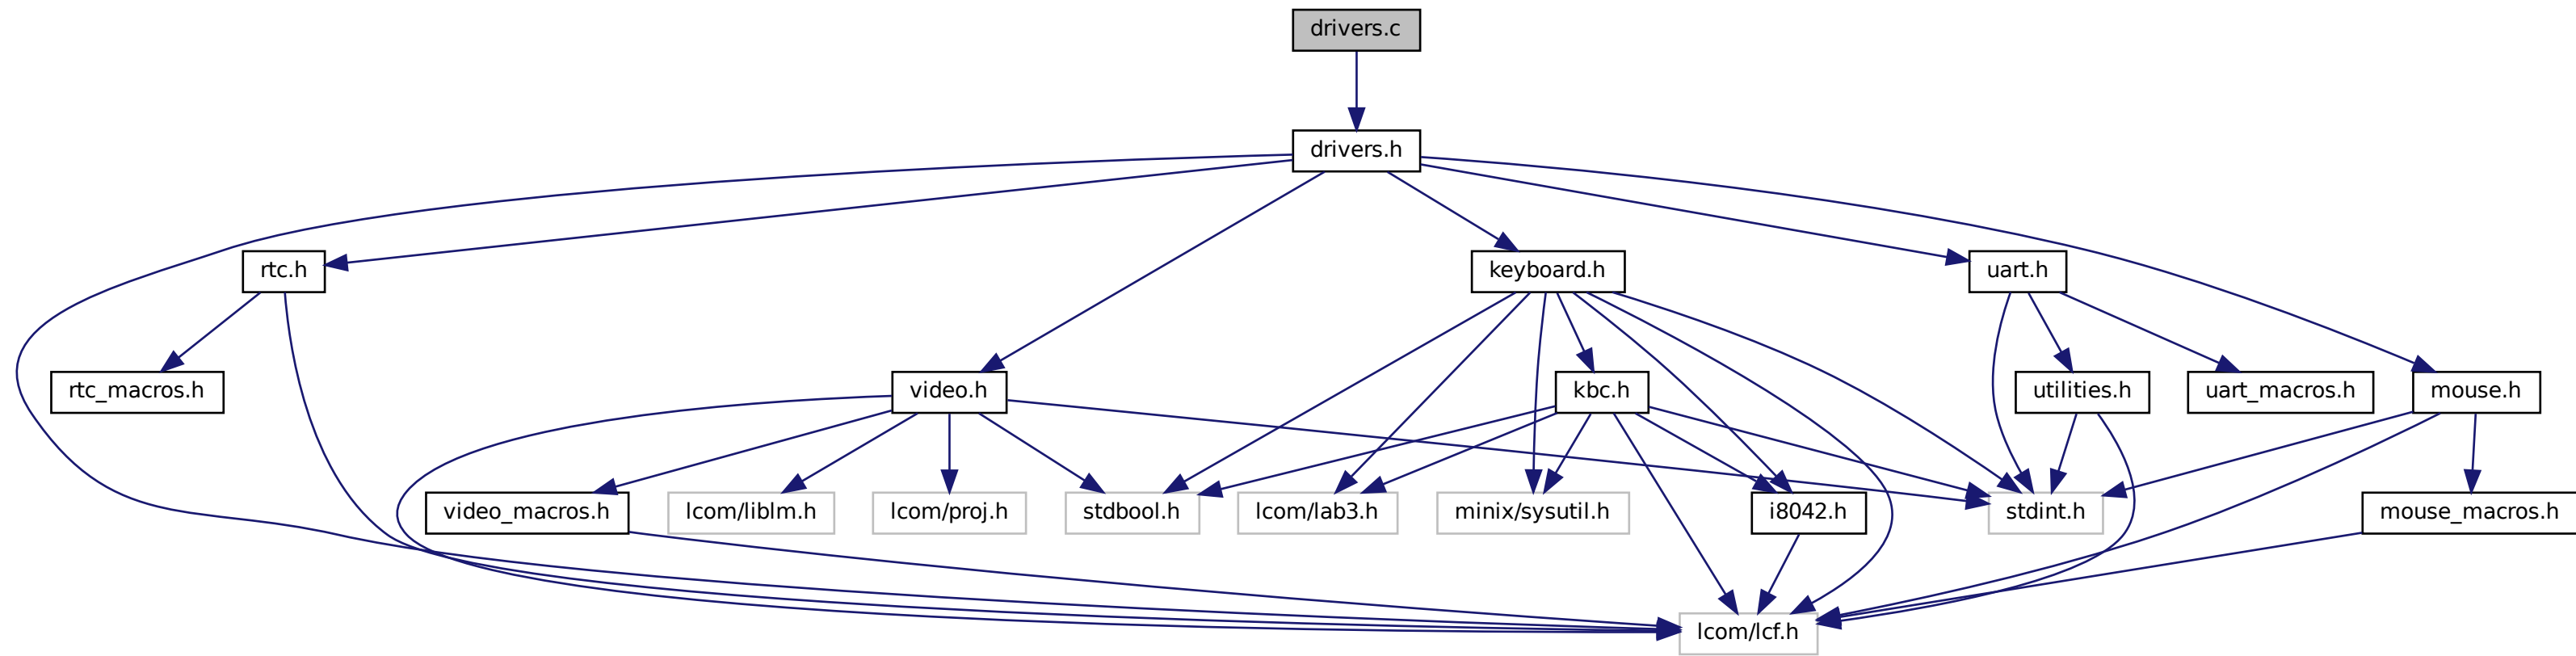 drivers.c
drivers.h
rtc.h
keyboard.h
uart.h
rtc_macros.h
video.h
kbc.h
utilities.h
uart_macros.h
mouse.h
video_macros.h
lcom/liblm.h
lcom/proj.h
stdbool.h
lcom/lab3.h
minix/sysutil.h
i8042.h
stdint.h
mouse_macros.h
lcom/lcf.h